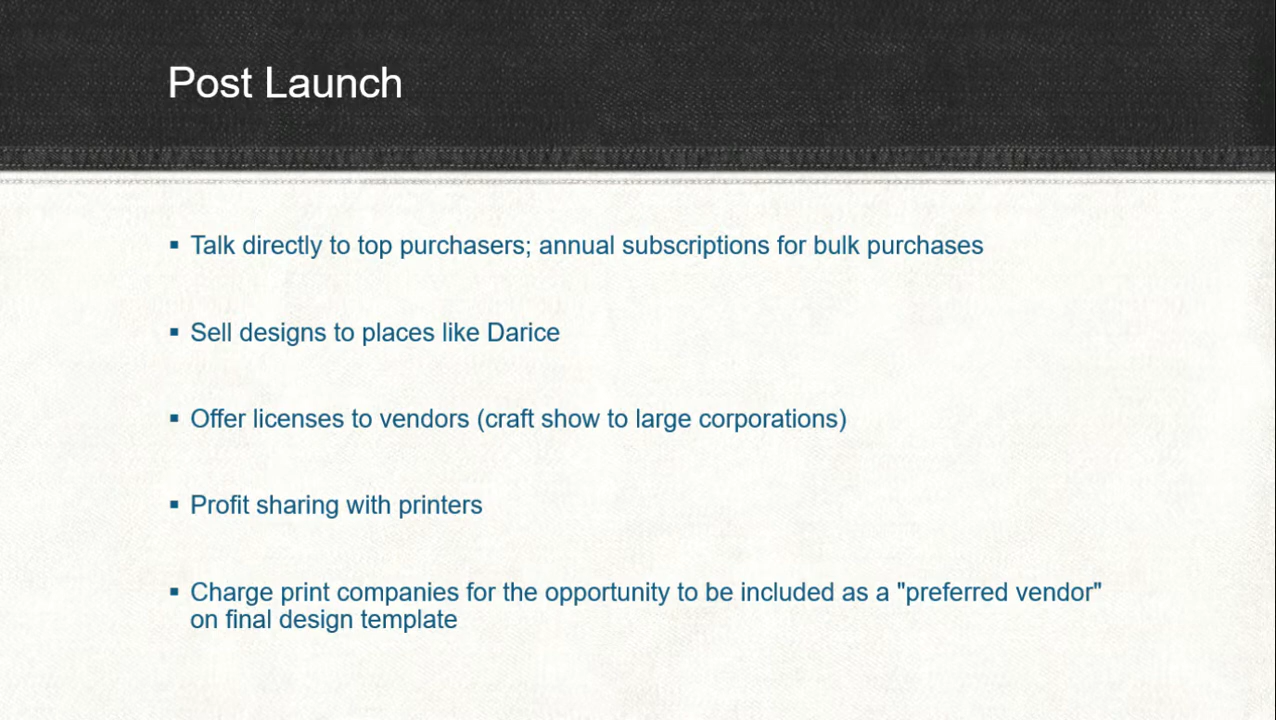 Post Launch
▪ Talk directly to top purchasers; annual subscriptions for bulk purchases
▪ Sell designs to places like Darice
▪ Offer licenses to vendors (craft show to large corporations)
▪ Profit sharing with printers
▪ Charge print companies for the opportunity to be included as a "preferred vendor"
on final design template